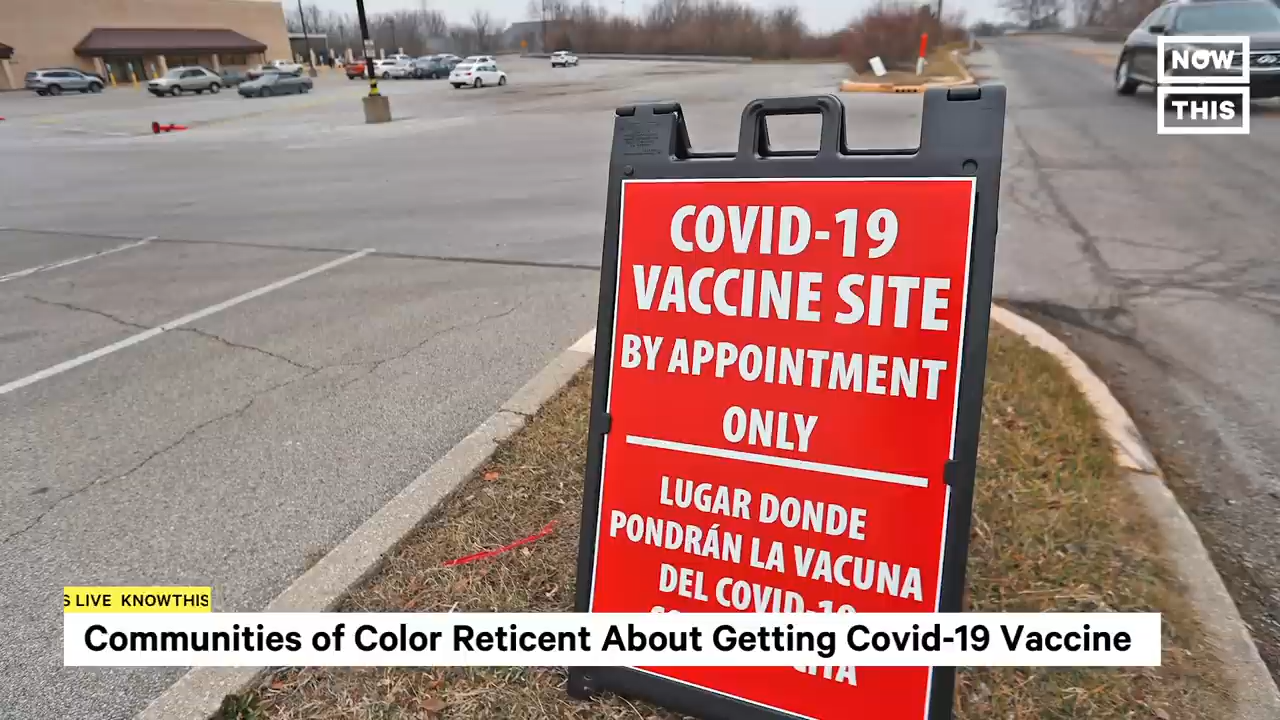 NOW
THIS
COVID-19
VACCINE SITE
BY APPOINTMENT
ONLY
LUGAR DONDE
PONDRÁN LA VACUNA
DEL COVID-19
S LIVE KNOWTHIS
Communities of Color Reticent About Getting Covid-19 Vaccine